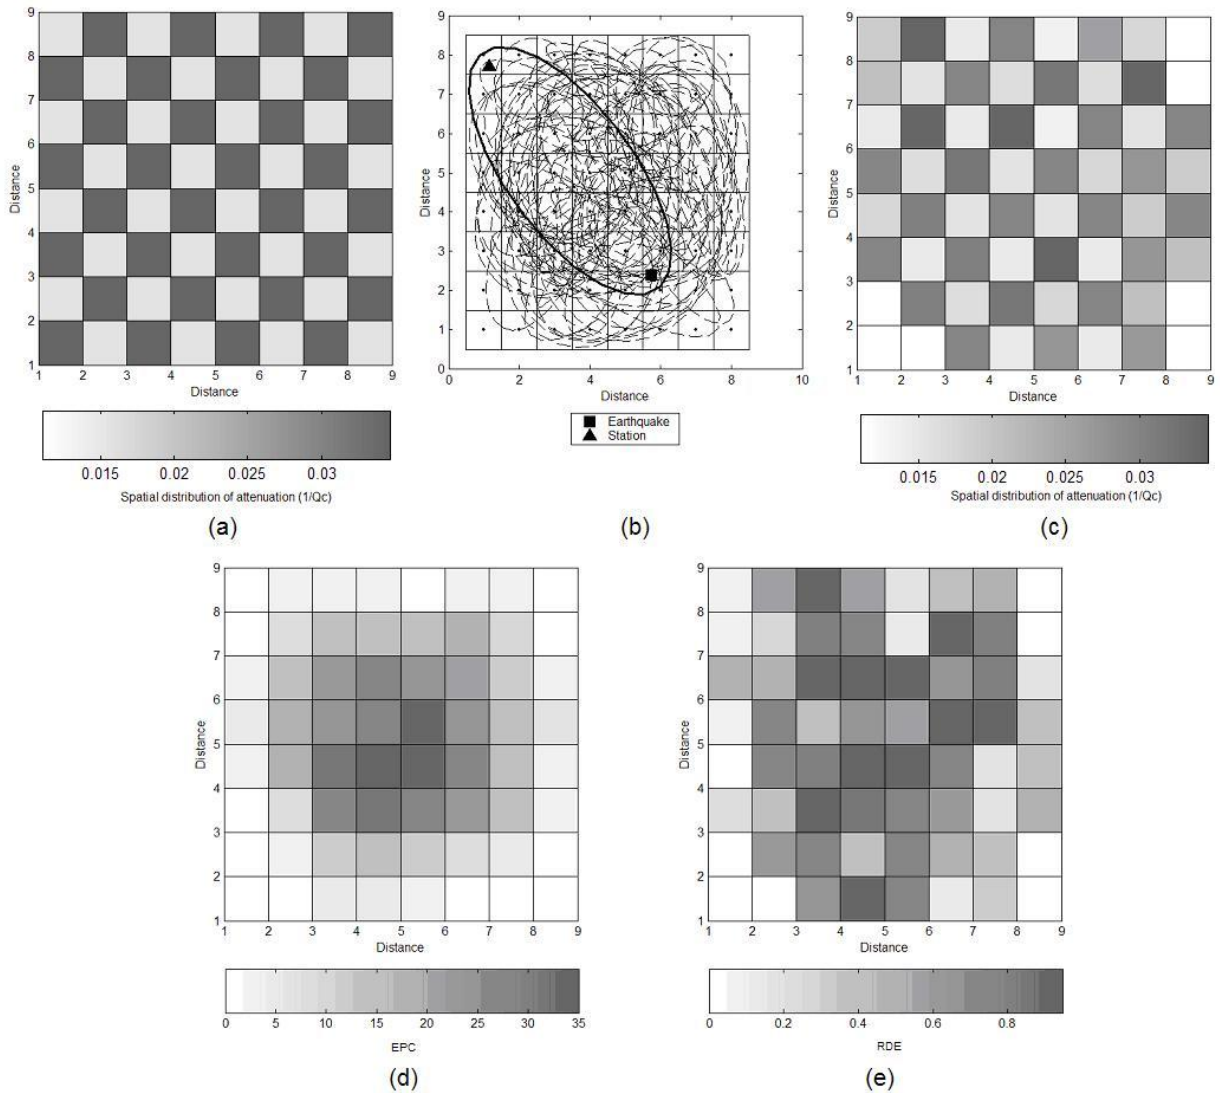 9
8
7
6
5
4
3
2
1
Distance
1 2 3 4 5 6 7 8 9
Distance
0.015 0.02 0.025 0.03
Spatial distribution of attenuation (1/Qc)
(a)
9
8
7
6
5
4
3
2
1
0
Distance
0 2 4 6 8 10
Distance
Earthquake
Station
(b)
9
8
7
6
5
4
3
2
1
Distance
1 2 3 4 5 6 7 8 9
Distance
0.015 0.02 0.025 0.03
Spatial distribution of attenuation (1/Qc)
(c)
9
8
7
6
5
4
3
2
1
Distance
1 2 3 4 5 6 7 8 9
Distance
0 5 10 15 20 25 30 35
EPC
(d)
9
8
7
6
5
4
3
2
1
Distance
1 2 3 4 5 6 7 8 9
Distance
0 0.2 0.4 0.6 0.8
RDE
(e)